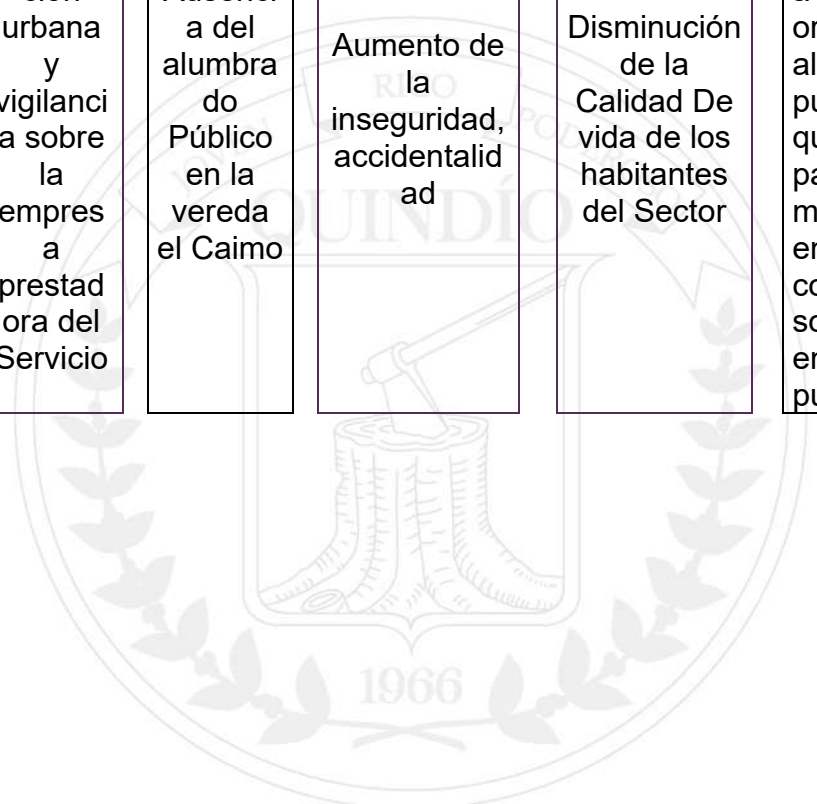 urbana
y
vigilanci
a sobre
la
empres
a
prestad
ora del
Servicio
a del
alumbra
do
Público
en la
vereda
el Caimo
Aumento de
la
inseguridad,
accidentalid
ad
Disminución
de la
Calidad De
vida de los
habitantes
del Sector
QUINDÍO
1966